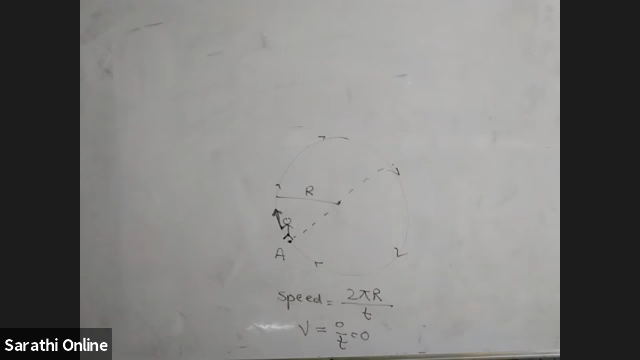 R
A
speed = 2πR / t
V = 0/t = 0
Sarathi Online